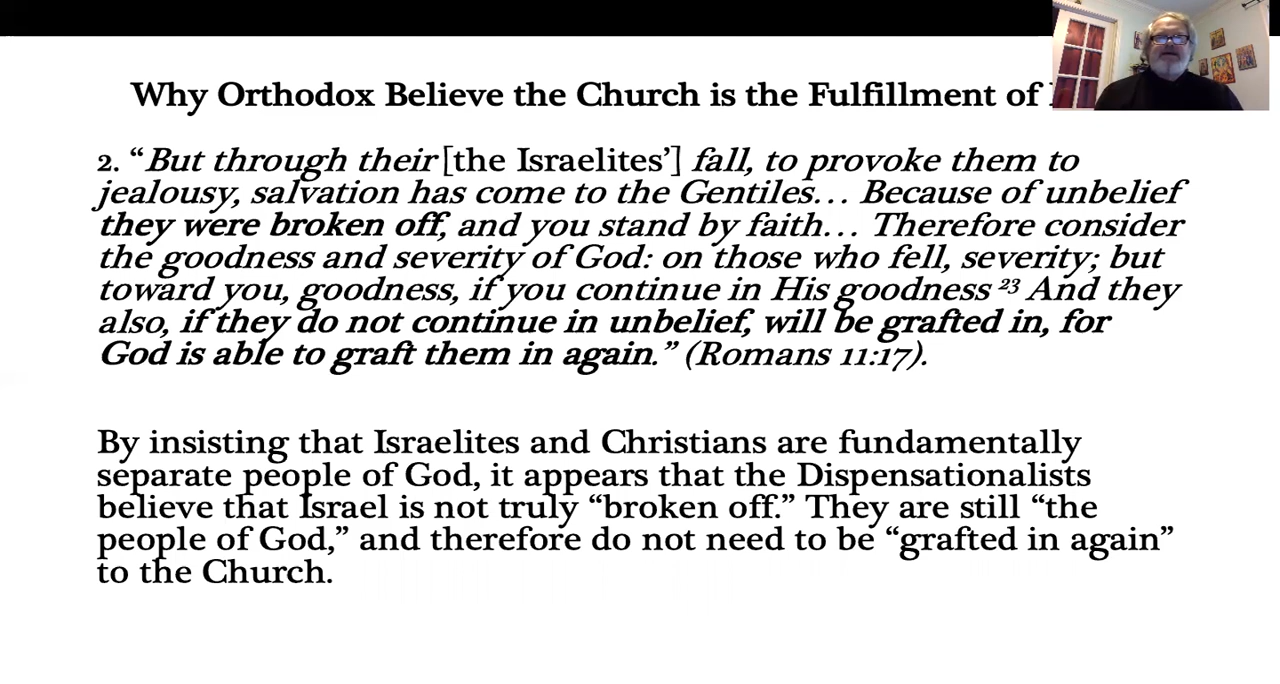 Why Orthodox Believe the Church is the Fulfillment of
2. “But through their [the Israelites’] fall, to provoke them to
jealousy, salvation has come to the Gentiles… Because of unbelief
they were broken off, and you stand by faith… Therefore consider
the goodness and severity of God: on those who fell, severity; but
toward you, goodness, if you continue in His goodness ²³ And they
also, if they do not continue in unbelief, will be grafted in, for
God is able to graft them in again.” (Romans 11:17).
By insisting that Israelites and Christians are fundamentally
separate people of God, it appears that the Dispensationalists
believe that Israel is not truly “broken off.” They are still “the
people of God,” and therefore do not need to be “grafted in again”
to the Church.